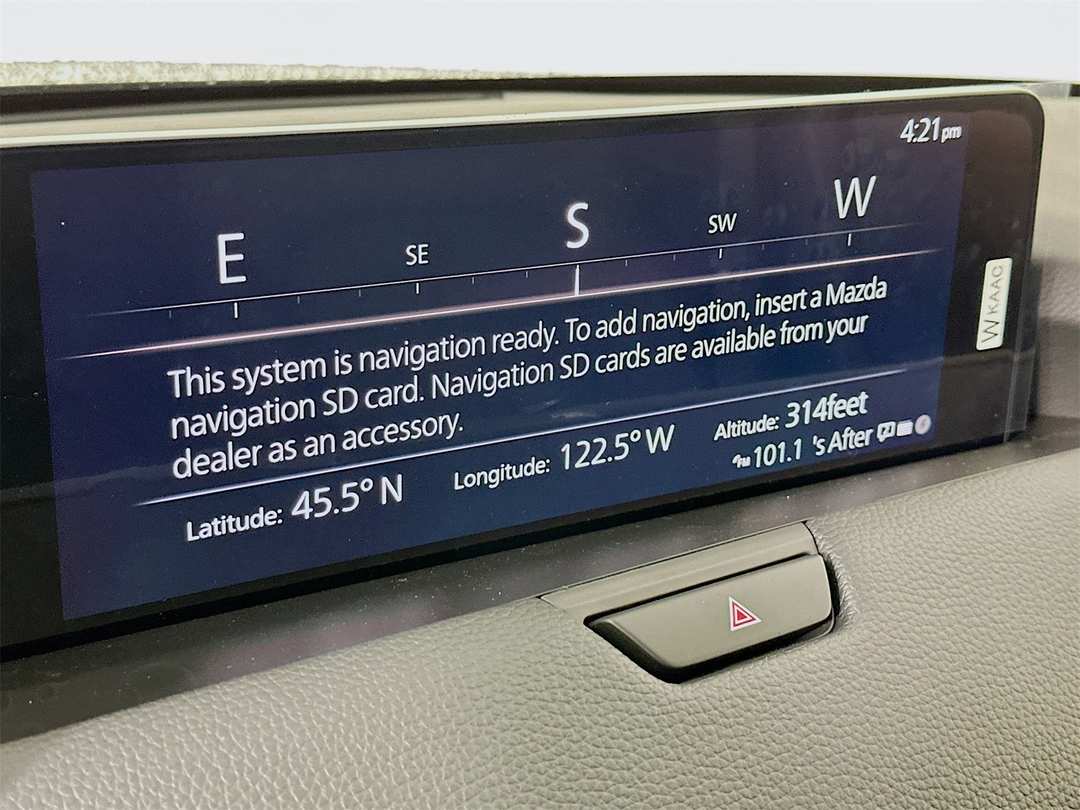 4:21pm
E SE S SW W
This system is navigation ready. To add navigation, insert a Mazda
navigation SD card. Navigation SD cards are available from your
dealer as an accessory.
Latitude: 45.5° N Longitude: 122.5° W Altitude: 314feet
FM 101.1 's After
WKAAC